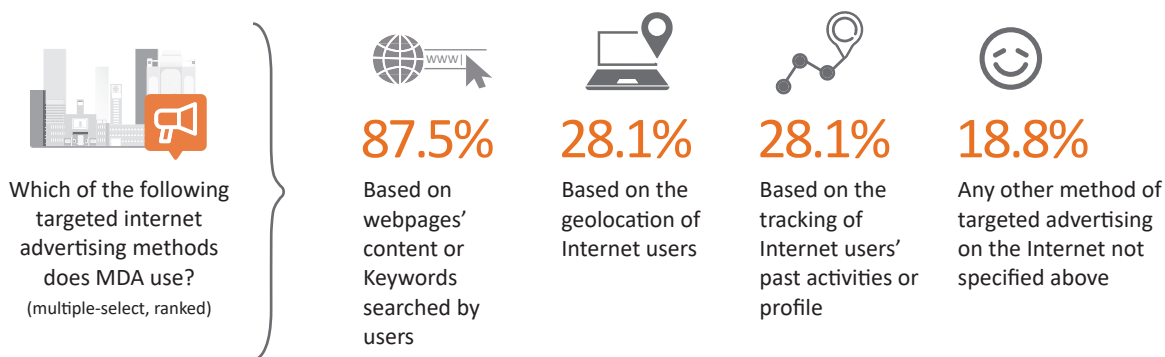 Which of the following
targeted internet
advertising methods
does MDA use?
(multiple-select, ranked)
WWW
87.5%
Based on
webpages’
content or
Keywords
searched by
users
28.1%
Based on the
geolocation of
Internet users
28.1%
Based on the
tracking of
Internet users’
past activities or
profile
18.8%
Any other method of
targeted advertising
on the Internet not
specified above